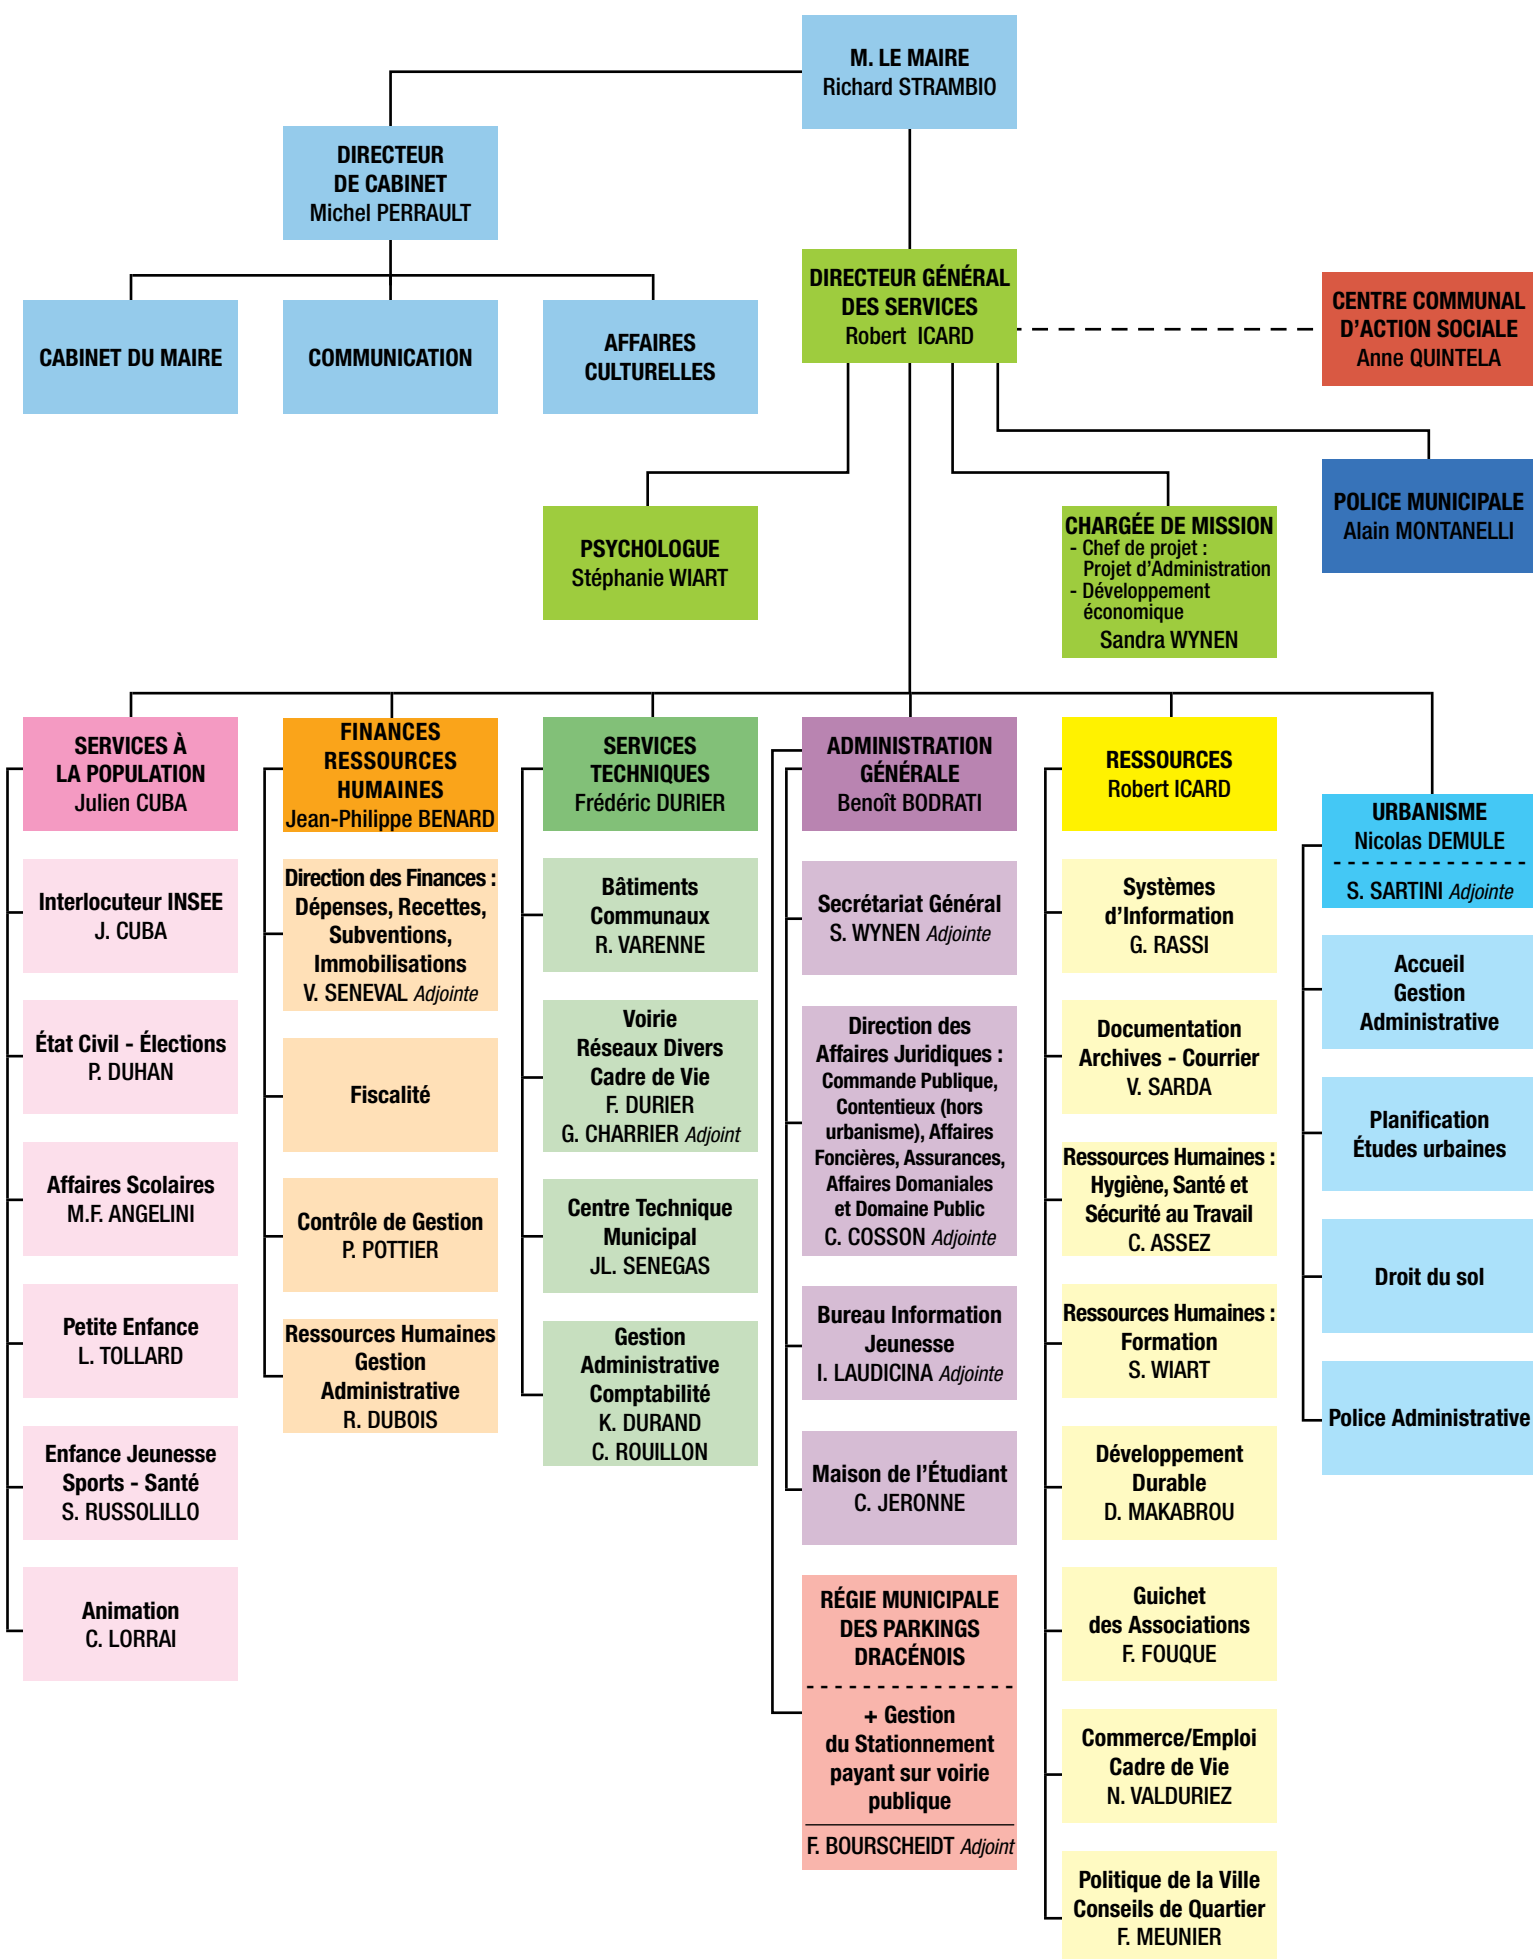 M. LE MAIRE
Richard STRAMBIO
DIRECTEUR
DE CABINET
Michel PERRAULT
CABINET DU MAIRE
COMMUNICATION
AFFAIRES
CULTURELLES
DIRECTEUR GÉNÉRAL
DES SERVICES
Robert ICARD
CENTRE COMMUNAL
D'ACTION SOCIALE
Anne QUINTELA
POLICE MUNICIPALE
Alain MONTANELLI
PSYCHOLOGUE
Stéphanie WIART
CHARGÉE DE MISSION
- Chef de projet :
Projet d'Administration
- Développement
économique
Sandra WYNEN
SERVICES À
LA POPULATION
Julien CUBA
Interlocuteur INSEE
J. CUBA
État Civil - Élections
P. DUHAN
Affaires Scolaires
M.F. ANGELINI
Petite Enfance
L. TOLLARD
Enfance Jeunesse
Sports - Santé
S. RUSSOLILLO
Animation
C. LORRAI
FINANCES
RESSOURCES
HUMAINES
Jean-Philippe BENARD
Direction des Finances :
Dépenses, Recettes,
Subventions,
Immobilisations
V. SENEVAL Adjointe
Fiscalité
Contrôle de Gestion
P. POTTIER
Ressources Humaines
Gestion
Administrative
R. DUBOIS
SERVICES
TECHNIQUES
Frédéric DURIER
Bâtiments
Communaux
R. VARENNE
Voirie
Réseaux Divers
Cadre de Vie
F. DURIER
G. CHARRIER Adjoint
Centre Technique
Municipal
JL. SENEGAS
Gestion
Administrative
Comptabilité
K. DURAND
C. ROUILLON
ADMINISTRATION
GÉNÉRALE
Benoît BODRATI
Secrétariat Général
S. WYNEN Adjointe
Direction des
Affaires Juridiques :
Commande Publique,
Contentieux (hors
urbanisme), Affaires
Foncières, Assurances,
Affaires Domaniales
et Domaine Public
C. COSSON Adjointe
Bureau Information
Jeunesse
I. LAUDICINA Adjointe
Maison de l'Étudiant
C. JERONNE
RÉGIE MUNICIPALE
DES PARKINGS
DRACÉNOIS
+ Gestion
du Stationnement
payant sur voirie
publique
F. BOURSCHEIDT Adjoint
RESSOURCES
Robert ICARD
Systèmes
d'Information
G. RASSI
Documentation
Archives - Courrier
V. SARDA
Ressources Humaines :
Hygiène, Santé et
Sécurité au Travail
C. ASSEZ
Ressources Humaines :
Formation
S. WIART
Développement
Durable
D. MAKABROU
Guichet
des Associations
F. FOUQUE
Commerce/Emploi
Cadre de Vie
N. VALDURIEZ
Politique de la Ville
Conseils de Quartier
F. MEUNIER
URBANISME
Nicolas DEMULE
S. SARTINI Adjointe
Accueil
Gestion
Administrative
Planification
Études urbaines
Droit du sol
Police Administrative